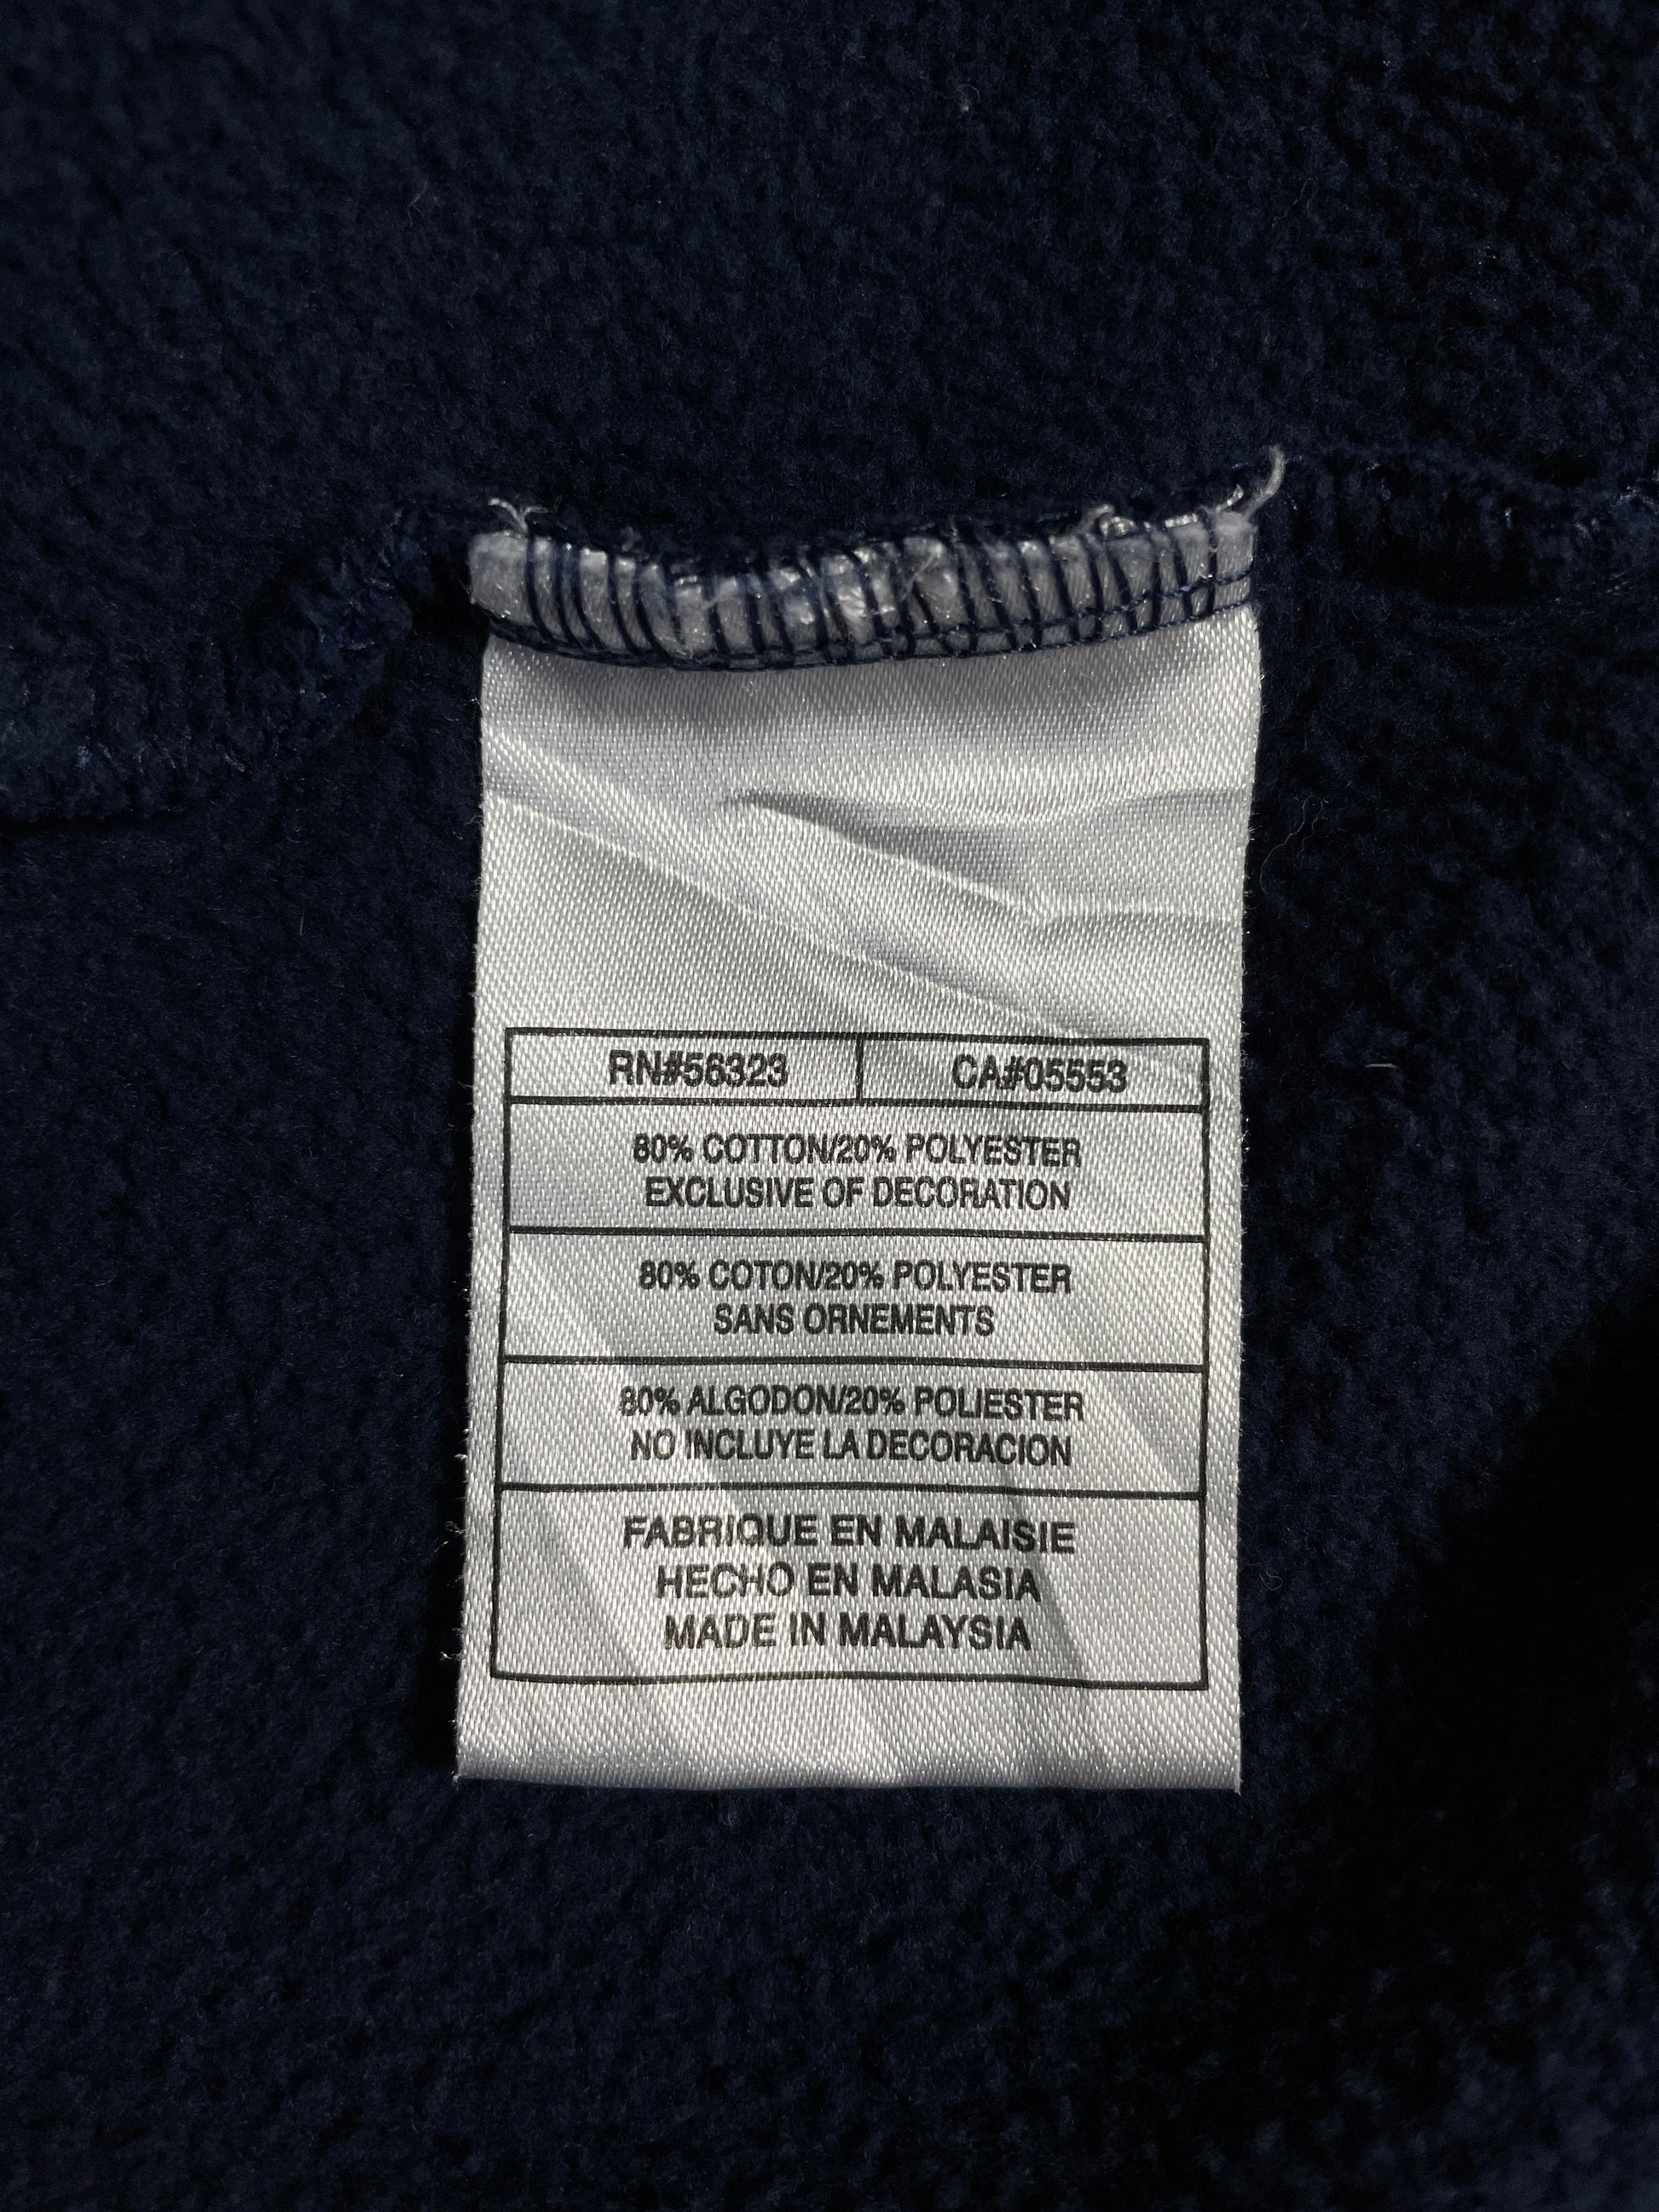 RN#56323 CA#05553
80% COTTON/20% POLYESTER
EXCLUSIVE OF DECORATION
80% COTON/20% POLYESTER
SANS ORNEMENTS
80% ALGODON/20% POLIESTER
NO INCLUYE LA DECORACION
FABRIQUE EN MALAISIE
HECHO EN MALASIA
MADE IN MALAYSIA